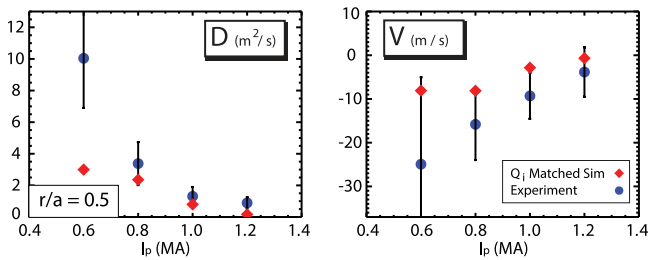 D (m²/s)
12
10
8
6
4
2
0
r/a = 0.5
0.4 0.6 0.8 1.0 1.2 1.4
Iₚ (MA)
V (m/s)
10
0
-10
-20
-30
Qᵢ Matched Sim
Experiment
0.4 0.6 0.8 1.0 1.2 1.4
Iₚ (MA)